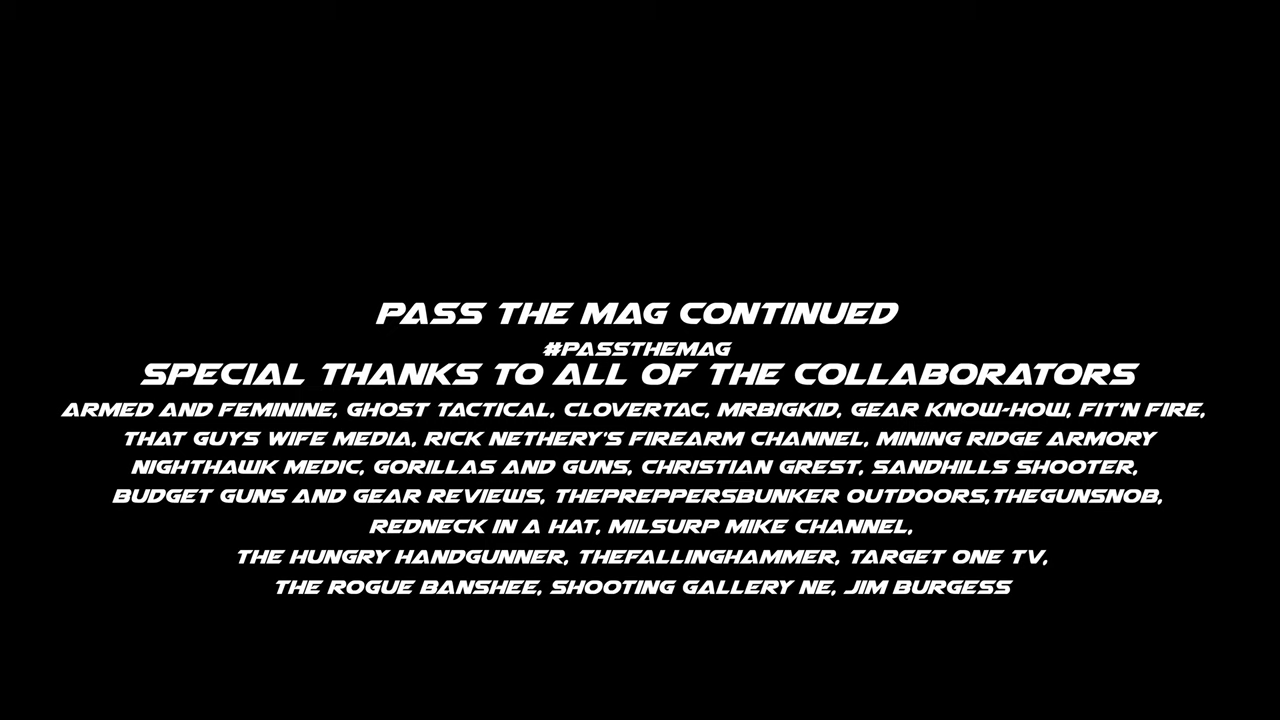 PASS THE MAG CONTINUED
#PASSTHEMAG
SPECIAL THANKS TO ALL OF THE COLLABORATORS
ARMED AND FEMININE, GHOST TACTICAL, CLOVERTAC, MRBIGKID, GEAR KNOW-HOW, FIT'N FIRE,
THAT GUYS WIFE MEDIA, RICK NETHERY'S FIREARM CHANNEL, MINING RIDGE ARMORY
NIGHTHAWK MEDIC, GORILLAS AND GUNS, CHRISTIAN GREST, SANDHILLS SHOOTER,
BUDGET GUNS AND GEAR REVIEWS, THEPREPPERSBUNKER OUTDOORS,THEGUNSNOB,
REDNECK IN A HAT, MILSURP MIKE CHANNEL,
THE HUNGRY HANDGUNNER, THEFALLINGHAMMER, TARGET ONE TV,
THE ROGUE BANSHEE, SHOOTING GALLERY NE, JIM BURGESS